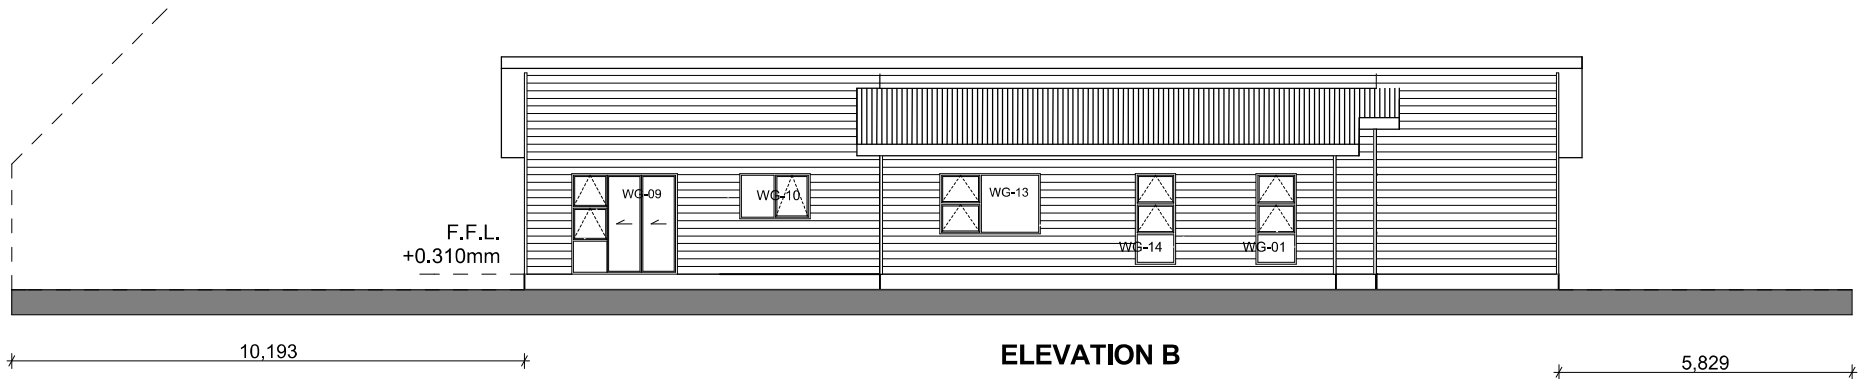 WG-09
WG-10
WG-13
F.F.L.
+0.310mm
WG-14
WG-01
10,193
ELEVATION B
5,829